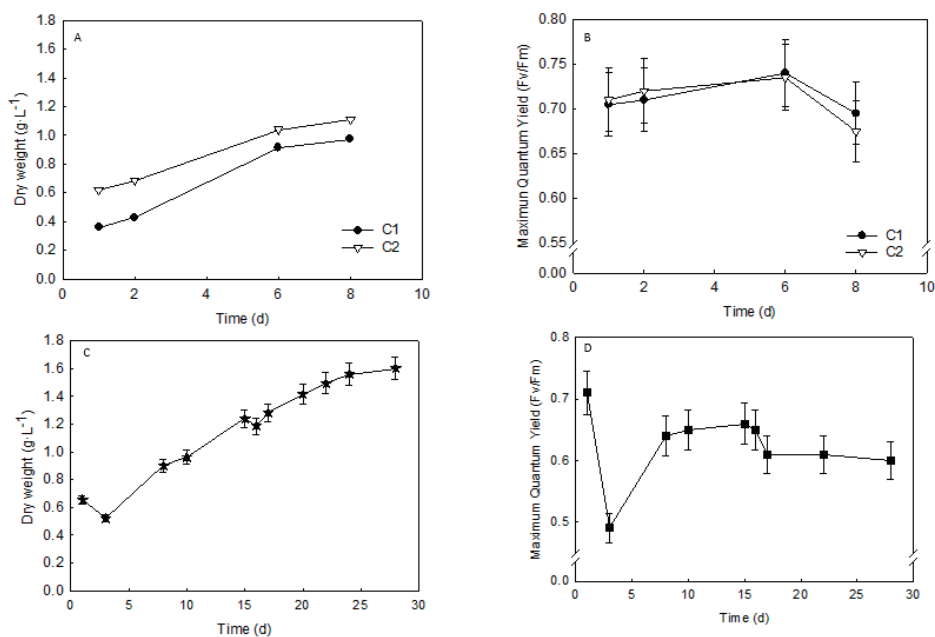 A
Dry weight (g·L⁻¹)
1.8
1.6
1.4
1.2
1.0
0.8
0.6
0.4
0.2
0.0
C1
C2
0 2 4 6 8 10
Time (d)
B
Maximun Quantum Yield (Fv/Fm)
0.80
0.75
0.70
0.65
0.60
0.55
0.00
C1
C2
0 2 4 6 8 10
Time (d)
C
Dry weight (g·L⁻¹)
1.8
1.6
1.4
1.2
1.0
0.8
0.6
0.4
0.2
0.0
0 5 10 15 20 25 30
Time (d)
D
Maximum Quantum Yield (Fv/Fm)
0.8
0.7
0.6
0.5
0.0
0 5 10 15 20 25 30
Time (d)